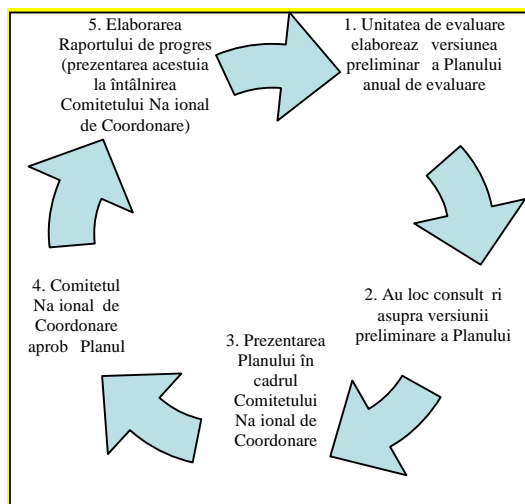 1. Unitatea de evaluare
elaboreaz versiunea
preliminar a Planului
anual de evaluare
2. Au loc consult ri
asupra versiunii
preliminare a Planului
3. Prezentarea
Planului în
cadrul
Comitetului
Na ional de
Coordonare
4. Comitetul
Na ional de
Coordonare
aprob Planul
5. Elaborarea
Raportului de progres
(prezentarea acestuia
la întâlnirea
Comitetului Na ional
de Coordonare)